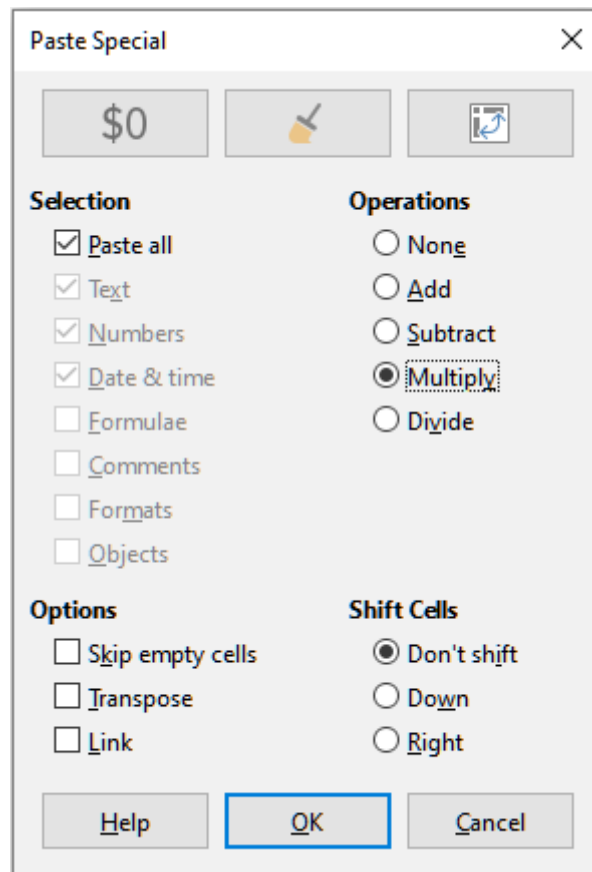 Paste Special
$0
Selection
Paste all
Text
Numbers
Date & time
Formulae
Comments
Formats
Objects
Operations
None
Add
Subtract
Multiply
Divide
Options
Skip empty cells
Transpose
Link
Shift Cells
Don't shift
Down
Right
Help
OK
Cancel